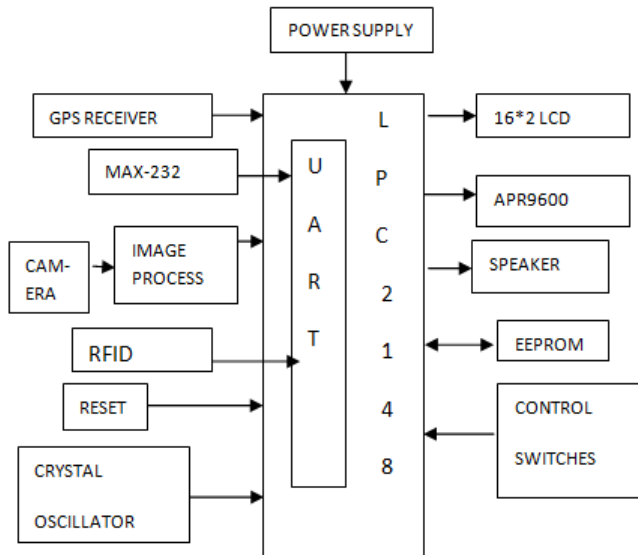 POWER SUPPLY
GPS RECEIVER
MAX-232
CAM-
ERA
IMAGE
PROCESS
RFID
RESET
CRYSTAL
OSCILLATOR
U
A
R
T
L
P
C
2
1
4
8
16*2 LCD
APR9600
SPEAKER
EEPROM
CONTROL
SWITCHES